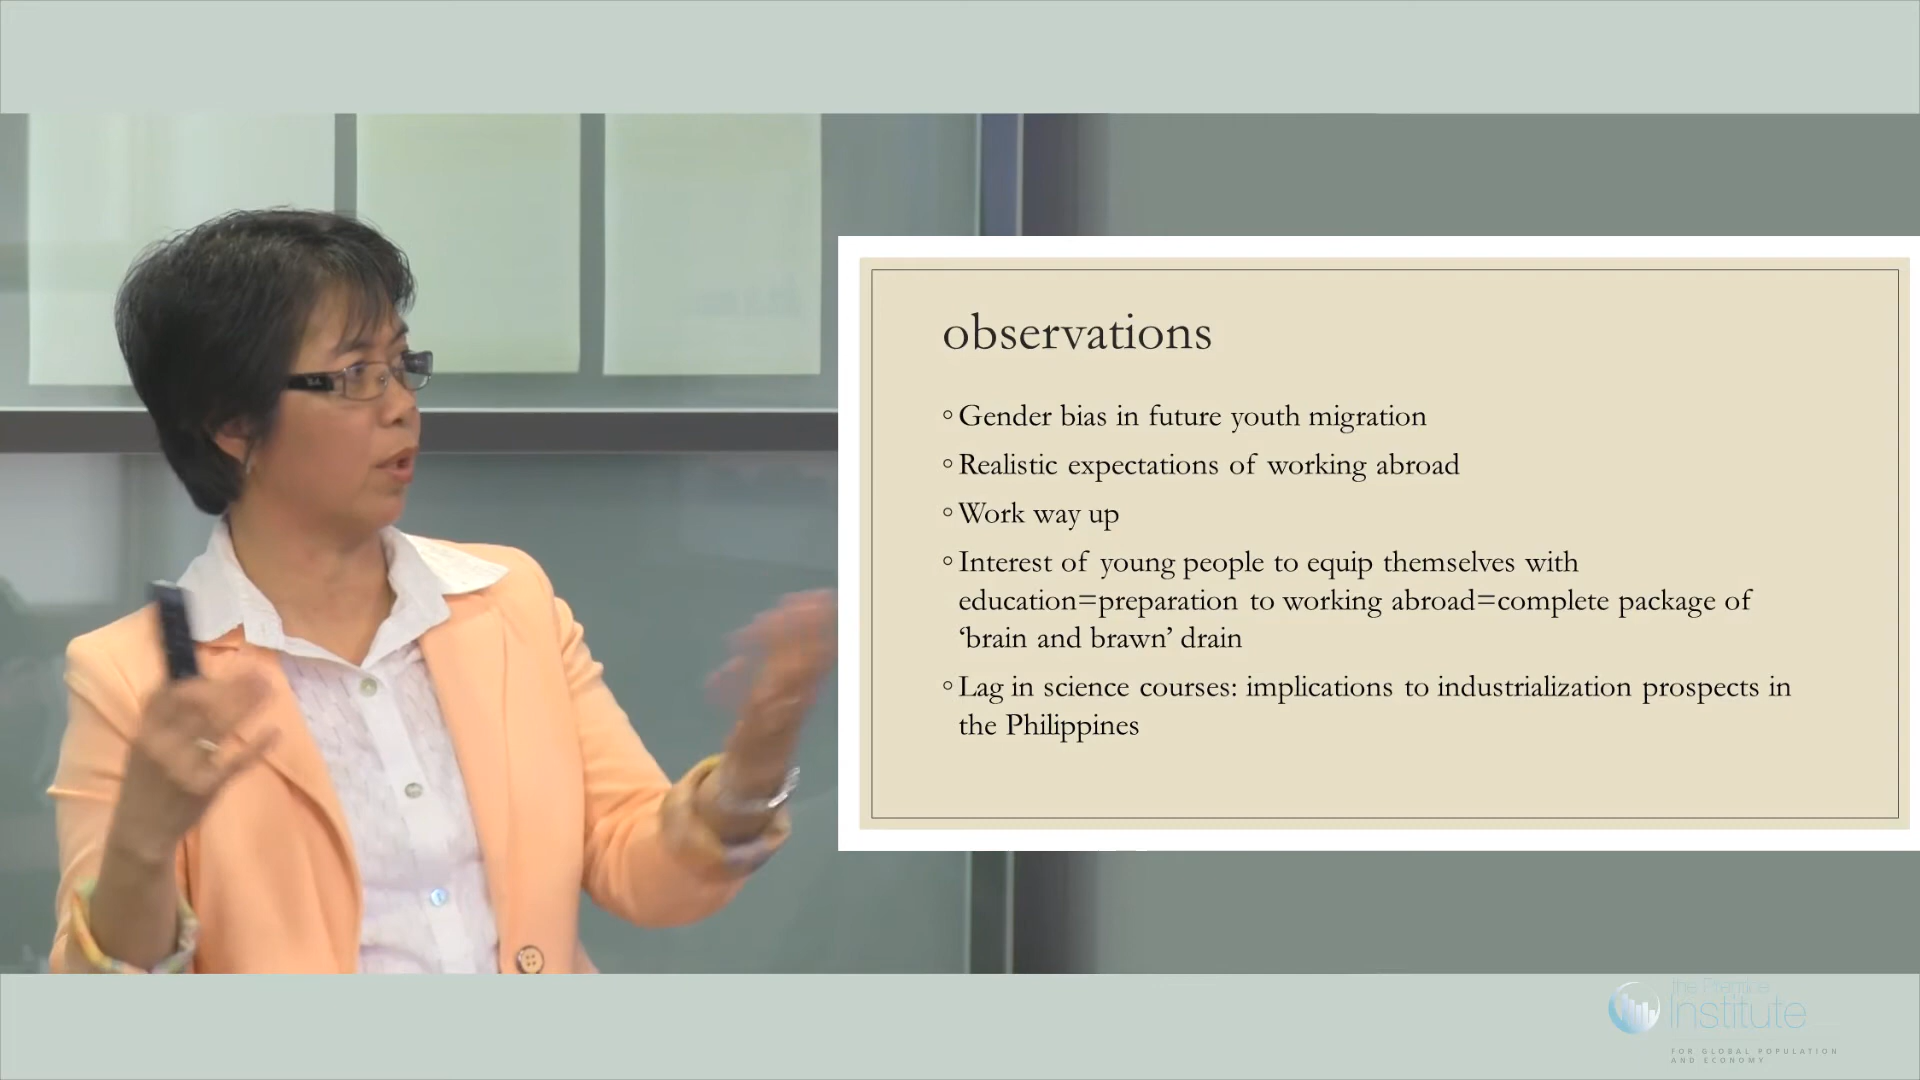 observations
◦ Gender bias in future youth migration
◦ Realistic expectations of working abroad
◦ Work way up
◦ Interest of young people to equip themselves with
education=preparation to working abroad=complete package of
‘brain and brawn’ drain
◦ Lag in science courses: implications to industrialization prospects in
the Philippines
the Prentice
Institute
FOR GLOBAL POPULATION
AND ECONOMY